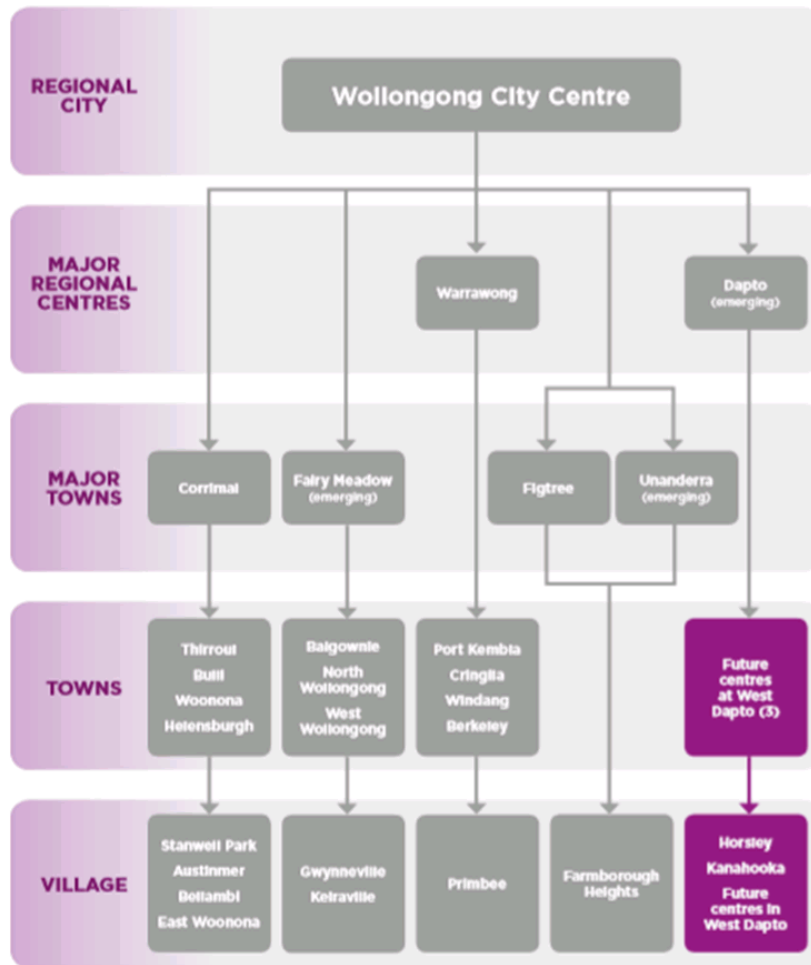 REGIONAL
CITY
Wollongong City Centre
MAJOR
REGIONAL
CENTRES
Warrawong
Dapto
(emerging)
MAJOR
TOWNS
Corrimal
Fairy Meadow
(emerging)
Figtree
Unanderra
(emerging)
TOWNS
Thirroul
Bulli
Woonona
Helensburgh
Balgownie
North
Wollongong
West
Wollongong
Port Kembla
Cringila
Windang
Berkeley
Future
centres
at West
Dapto (3)
VILLAGE
Stanwell Park
Austinmer
Bellambi
East Woonona
Gwynneville
Keiraville
Primbee
Farmborough
Heights
Horsley
Kanahooka
Future
centres in
West Dapto